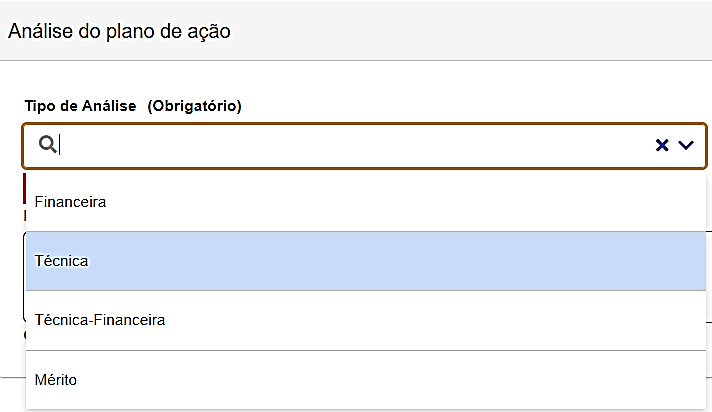 Análise do plano de ação
Tipo de Análise (Obrigatório)
Financeira
Técnica
Técnica-Financeira
Mérito